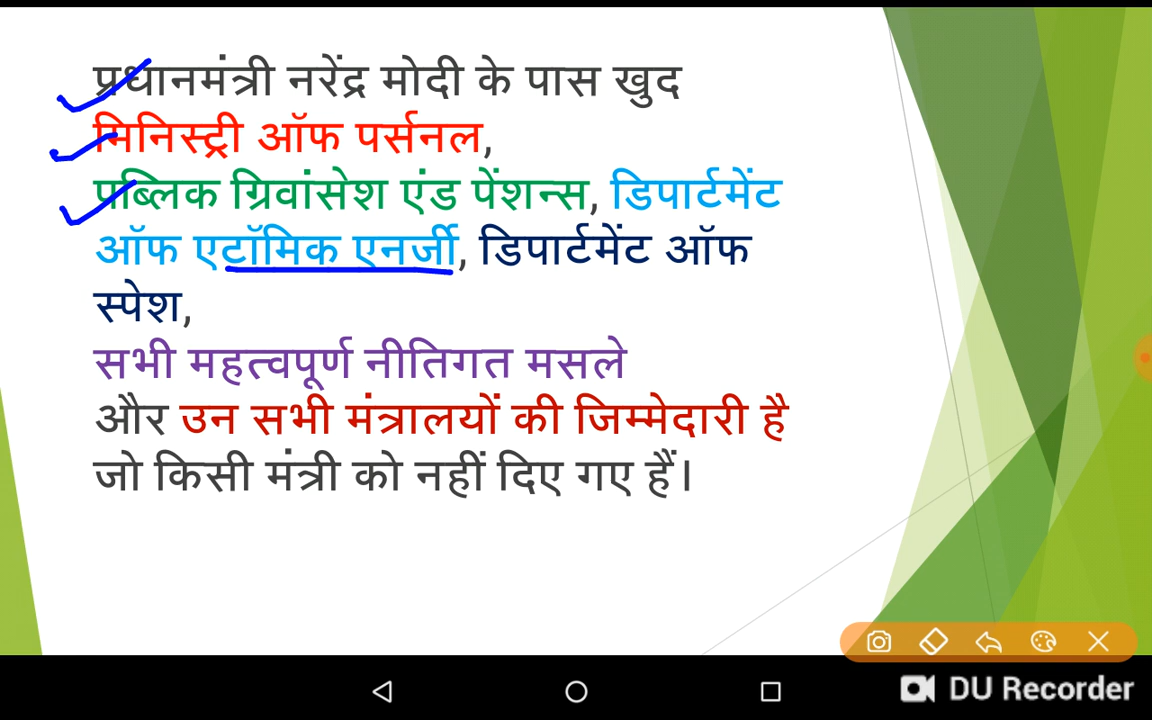 प्रधानमंत्री नरेंद्र मोदी के पास खुद
मिनिस्ट्री ऑफ पर्सनल,
पब्लिक ग्रिवांसेश एंड पेंशन्स, डिपार्टमेंट
ऑफ एटॉमिक एनर्जी, डिपार्टमेंट ऑफ
स्पेश,
सभी महत्वपूर्ण नीतिगत मसले
और उन सभी मंत्रालयों की जिम्मेदारी है
जो किसी मंत्री को नहीं दिए गए हैं।
DU Recorder